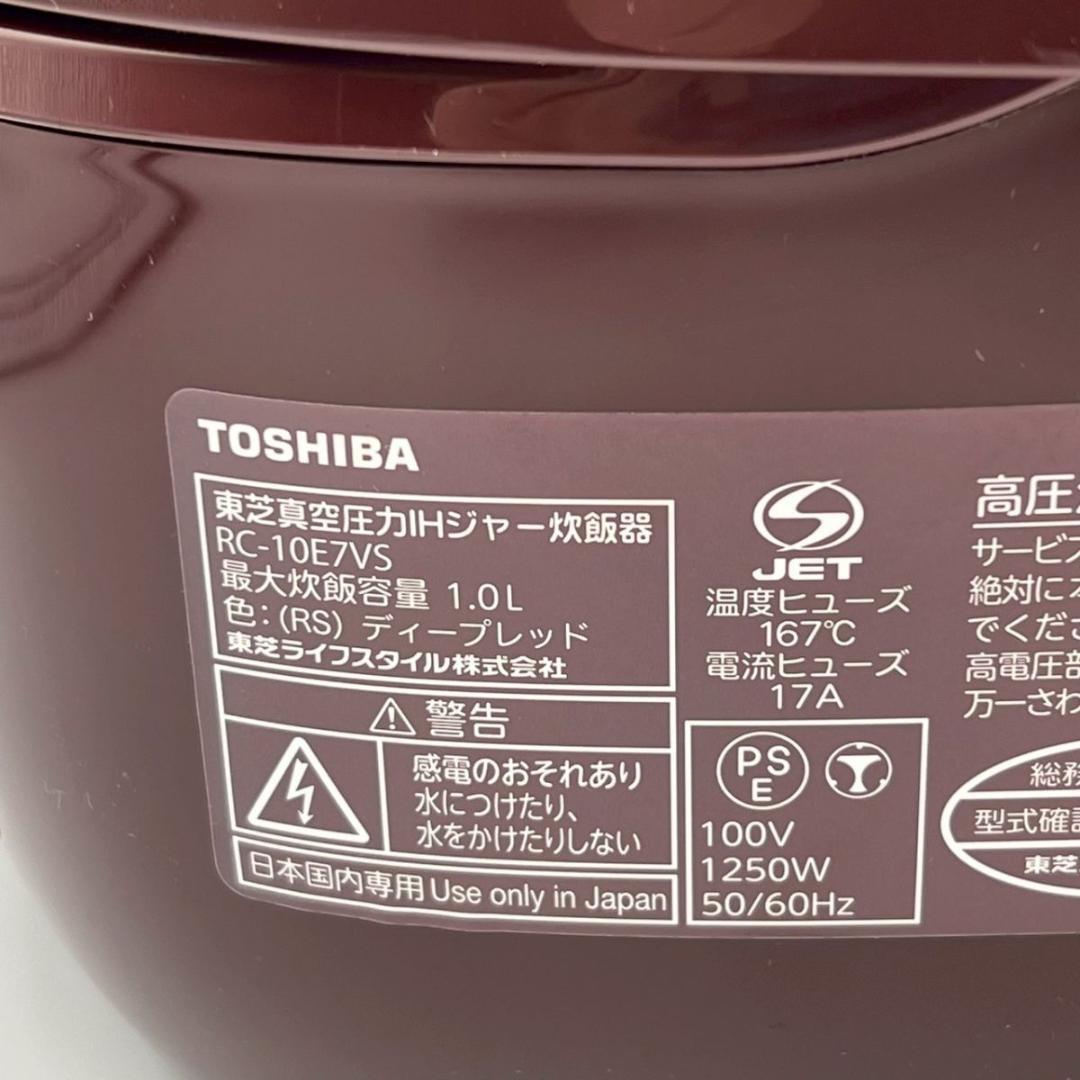 TOSHIBA
東芝真空圧力IHジャー炊飯器
RC-10E7VS
最大炊飯容量 1.0L
色:(RS) ディープレッド
東芝ライフスタイル株式会社
警告
感電のおそれあり
水につけたり、
水をかけたりしない
日本国内専用 Use only in Japan
JET
温度ヒューズ
167℃
電流ヒューズ
17A
PS
E
100V
1250W
50/60Hz
高圧
サービス
絶対に
でくださ
高電圧部
万一さわ
総務
型式確認
東芝